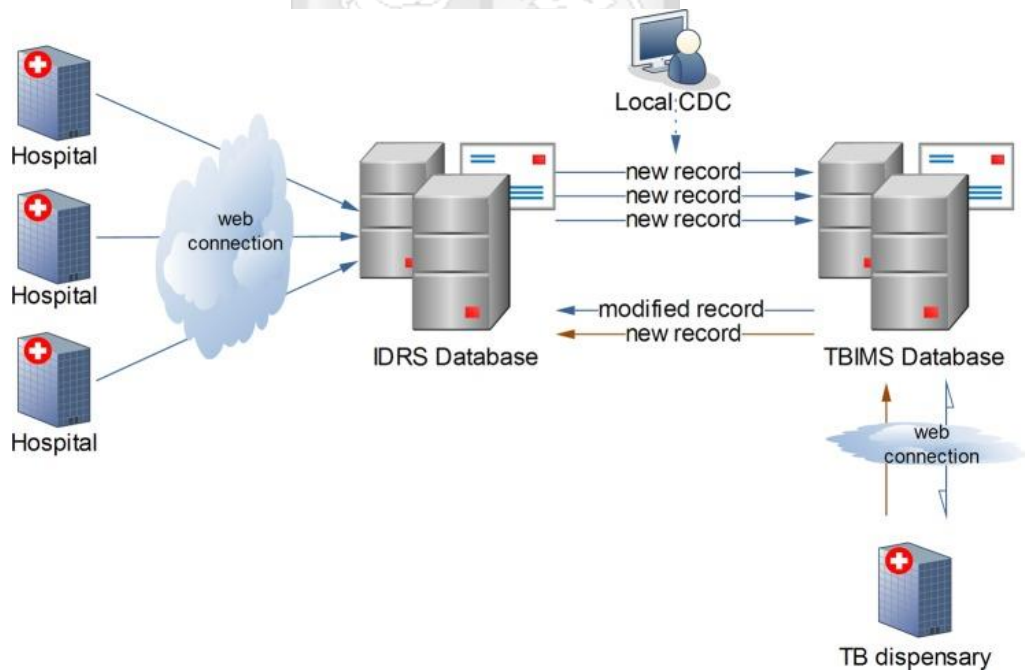 Local CDC
Hospital
web
connection
new record
new record
new record
Hospital
modified record
new record
IDRS Database
TBIMS Database
Hospital
web
connection
TB dispensary